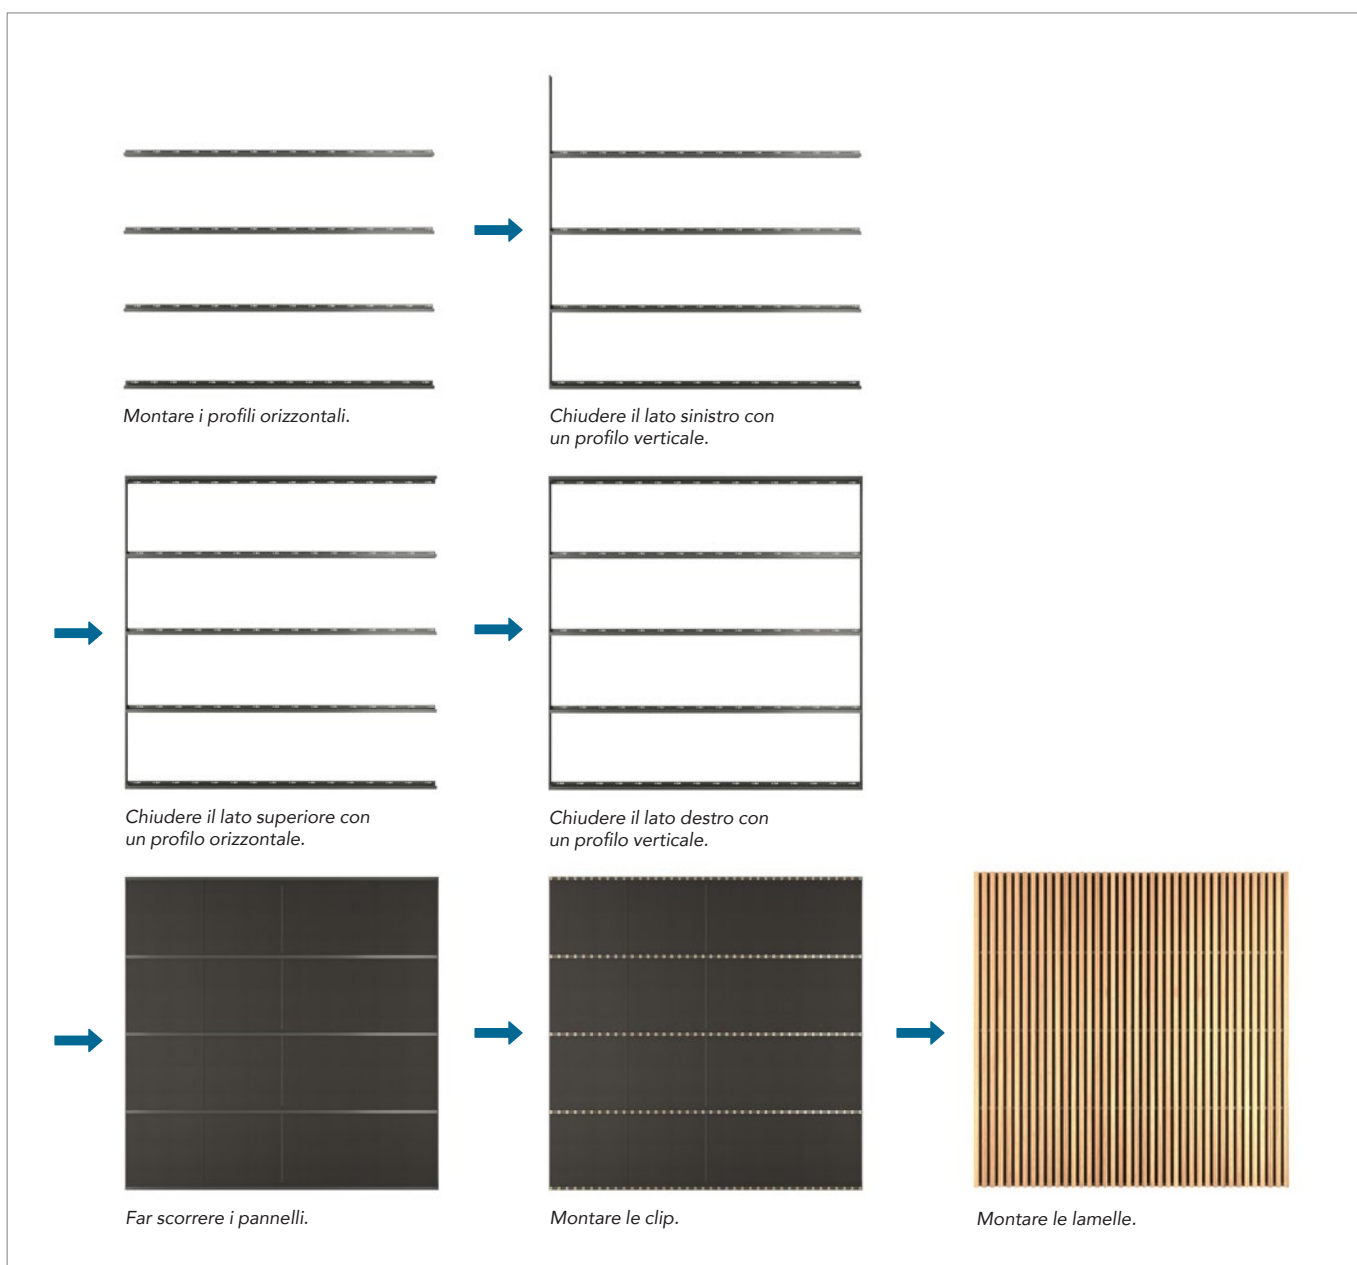 Montare i profili orizzontali.
Chiudere il lato sinistro con
un profilo verticale.
Chiudere il lato superiore con
un profilo orizzontale.
Chiudere il lato destro con
un profilo verticale.
Far scorrere i pannelli.
Montare le clip.
Montare le lamelle.